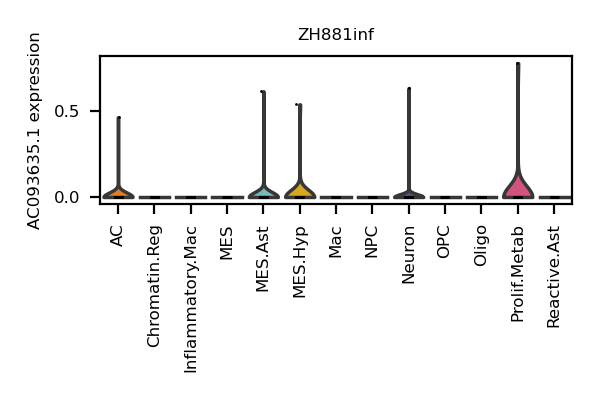 ZH881inf
AC093635.1 expression
0.5
0.0
AC
Chromatin.Reg
Inflammatory.Mac
MES
MES.Ast
MES.Hyp
Mac
NPC
Neuron
OPC
Oligo
Prolif.Metab
Reactive.Ast